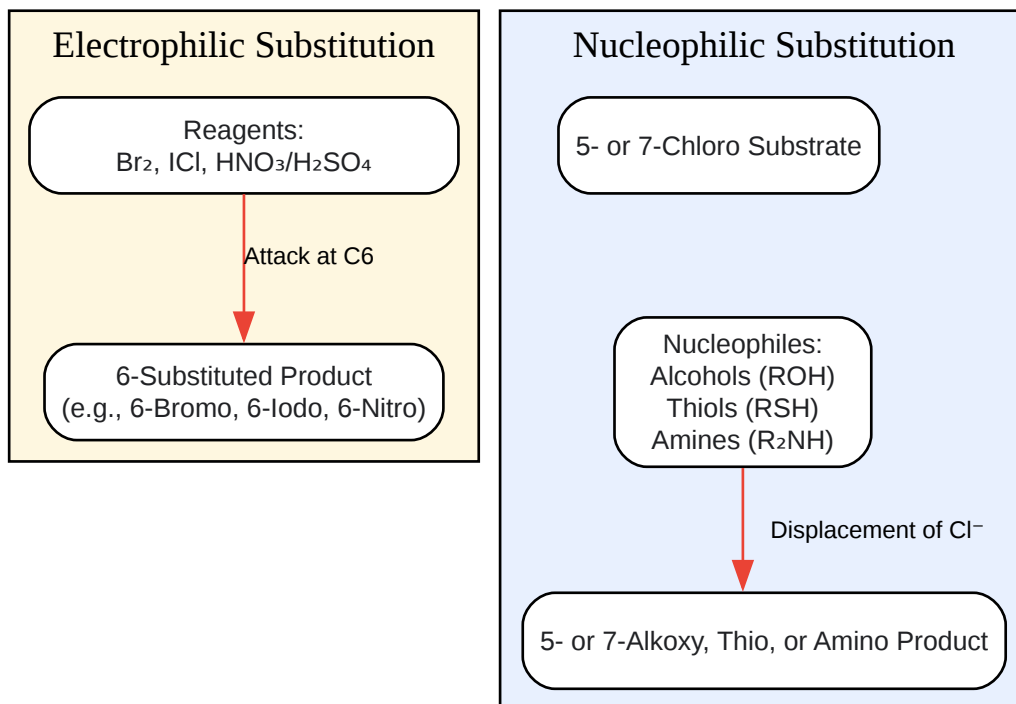 Electrophilic Substitution
Reagents:
Br₂, ICl, HNO₃/H₂SO₄
Attack at C6
6-Substituted Product
(e.g., 6-Bromo, 6-Iodo, 6-Nitro)
Nucleophilic Substitution
5- or 7-Chloro Substrate
Nucleophiles:
Alcohols (ROH)
Thiols (RSH)
Amines (R₂NH)
Displacement of Cl⁻
5- or 7-Alkoxy, Thio, or Amino Product